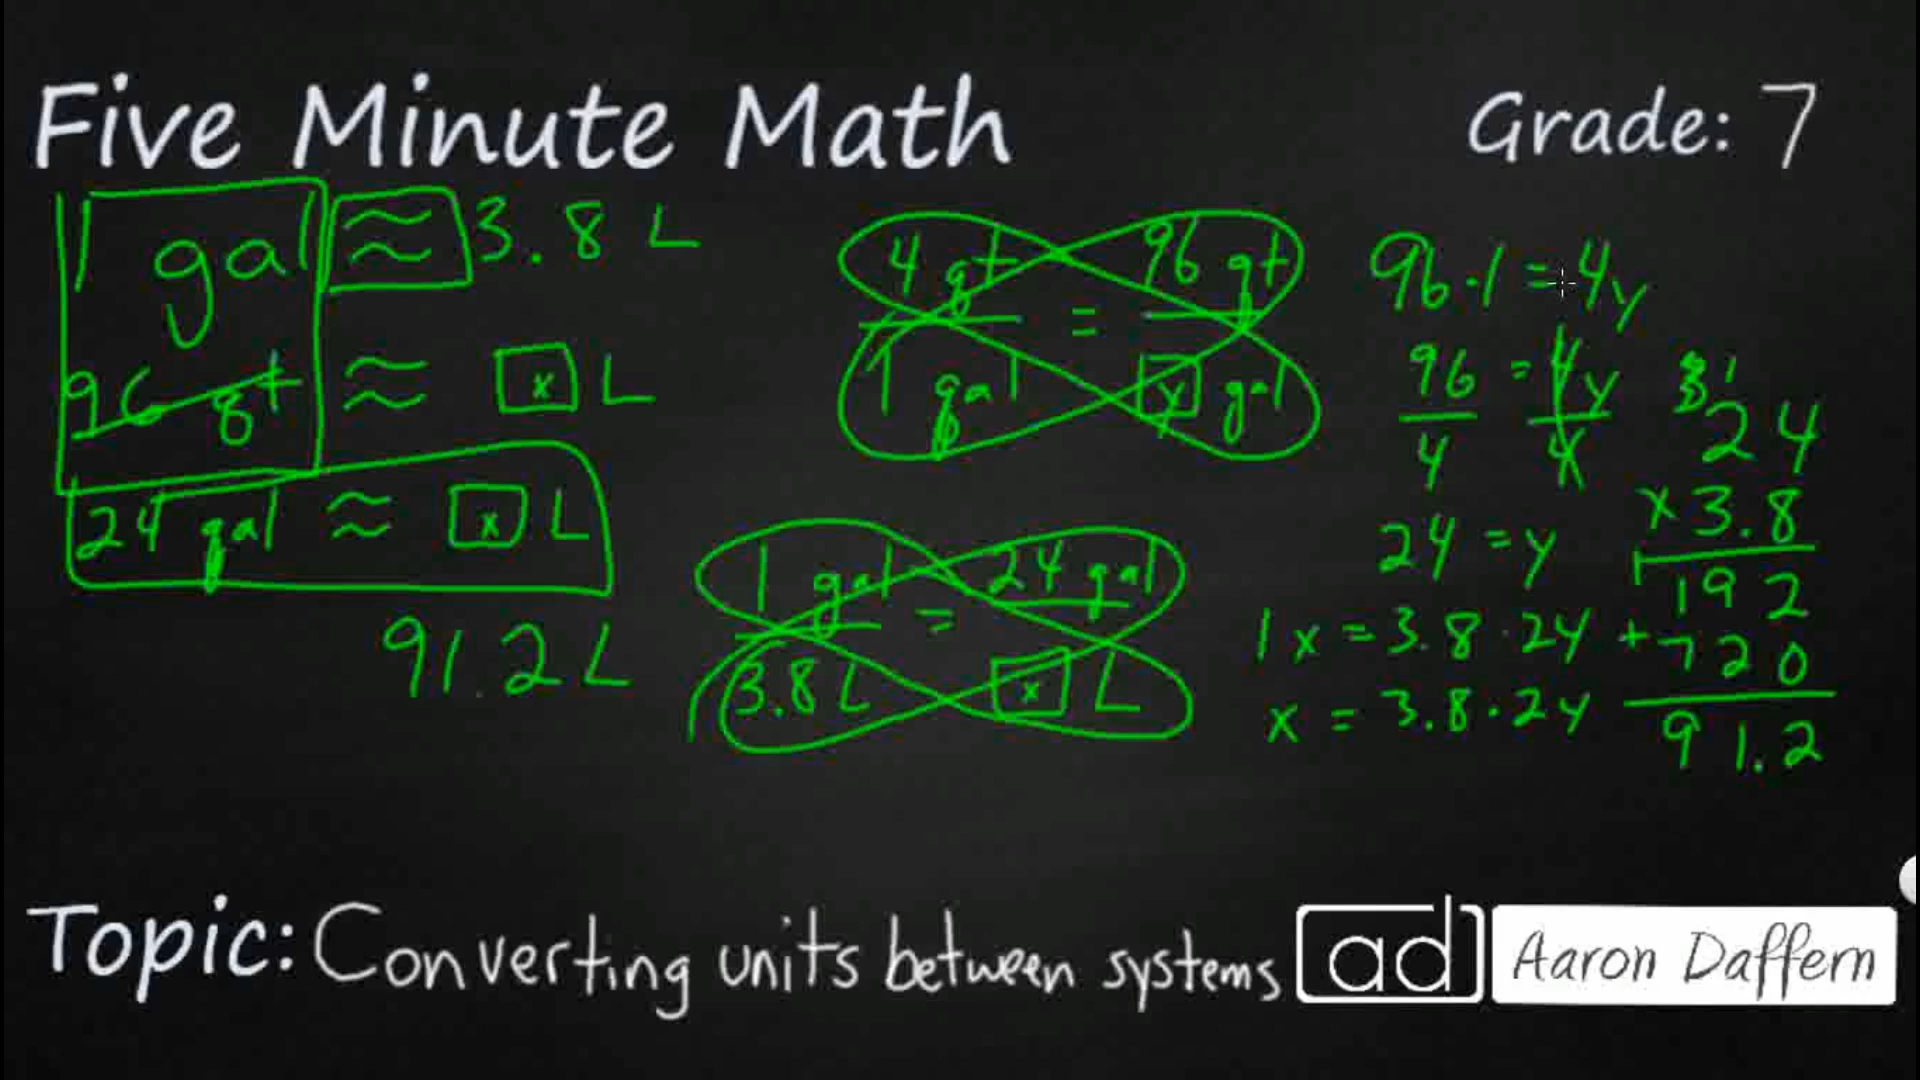 Five Minute Math
Grade: 7
1 gal ≈ 3.8 L
96 qt ≈ x L
24 gal ≈ x L
91.2 L
4 qt = 96 qt
1 gal y gal
1 gal = 24 gal
3.8 L x L
96 · 1 = 4y
96 = 4y
4 4
24 = y
1x = 3.8 · 24
x = 3.8 · 24
3 1
24
x 3.8
1
192
+ 720
91.2
Topic: Converting units between systems
ad Aaron Daffern